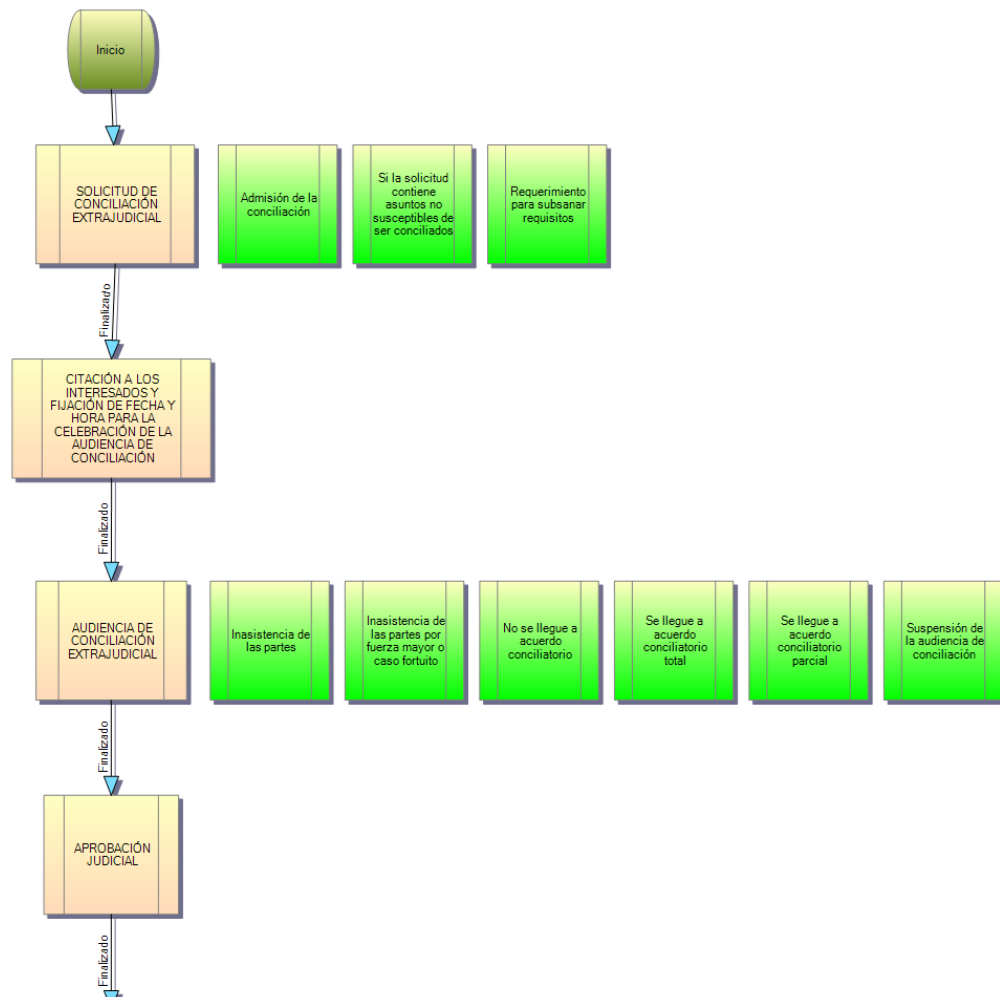 Inicio
SOLICITUD DE
CONCILIACIÓN
EXTRAJUDICIAL
Admisión de la
conciliación
Si la solicitud
contiene
asuntos no
susceptibles de
ser conciliados
Requerimiento
para subsanar
requisitos
Finalizado
CITACIÓN A LOS
INTERESADOS Y
FIJACIÓN DE FECHA Y
HORA PARA LA
CELEBRACIÓN DE LA
AUDIENCIA DE
CONCILIACIÓN
Finalizado
AUDIENCIA DE
CONCILIACIÓN
EXTRAJUDICIAL
Inasistencia de
las partes
Inasistencia de
las partes por
fuerza mayor o
caso fortuito
No se llegue a
acuerdo
conciliatorio
Se llegue a
acuerdo
conciliatorio
total
Se llegue a
acuerdo
conciliatorio
parcial
Suspensión de
la audiencia de
conciliación
Finalizado
APROBACIÓN
JUDICIAL
Finalizado